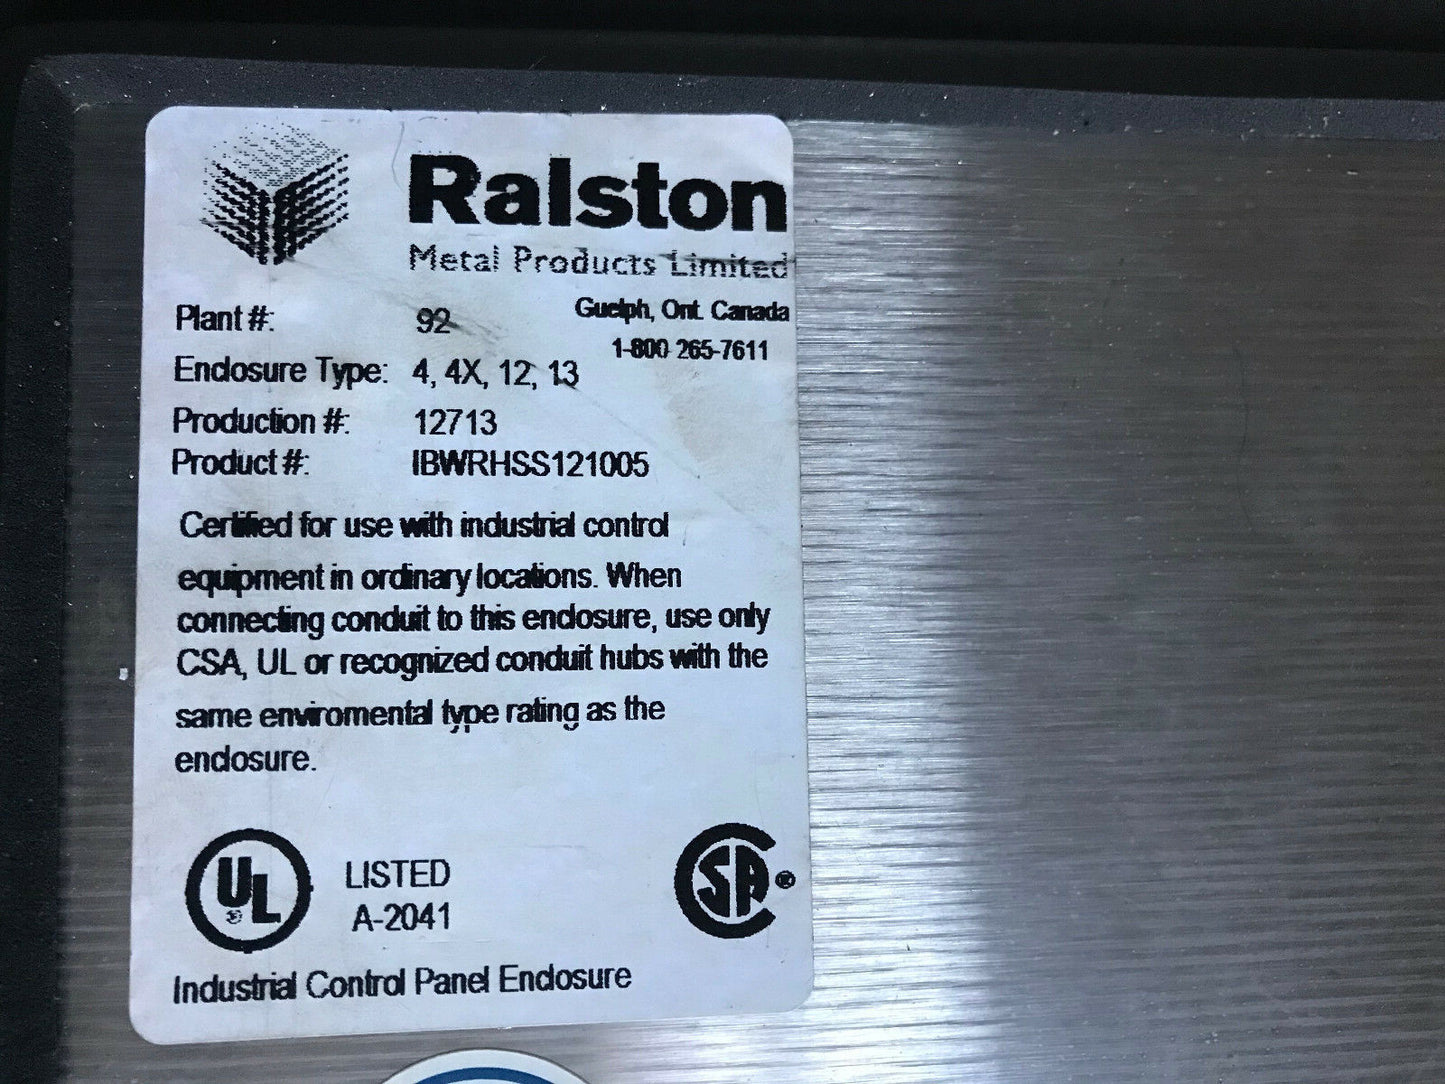 Ralston
Metal Products Limited
Guelph, Ont. Canada
1-800 265-7611
Plant #: 92
Enclosure Type: 4, 4X, 12, 13
Production #: 12713
Product #: IBWRHSS121005
Certified for use with industrial control
equipment in ordinary locations. When
connecting conduit to this enclosure, use only
CSA, UL or recognized conduit hubs with the
same enviromental type rating as the
enclosure.
UL ®
LISTED
A-2041
CSA ®
Industrial Control Panel Enclosure